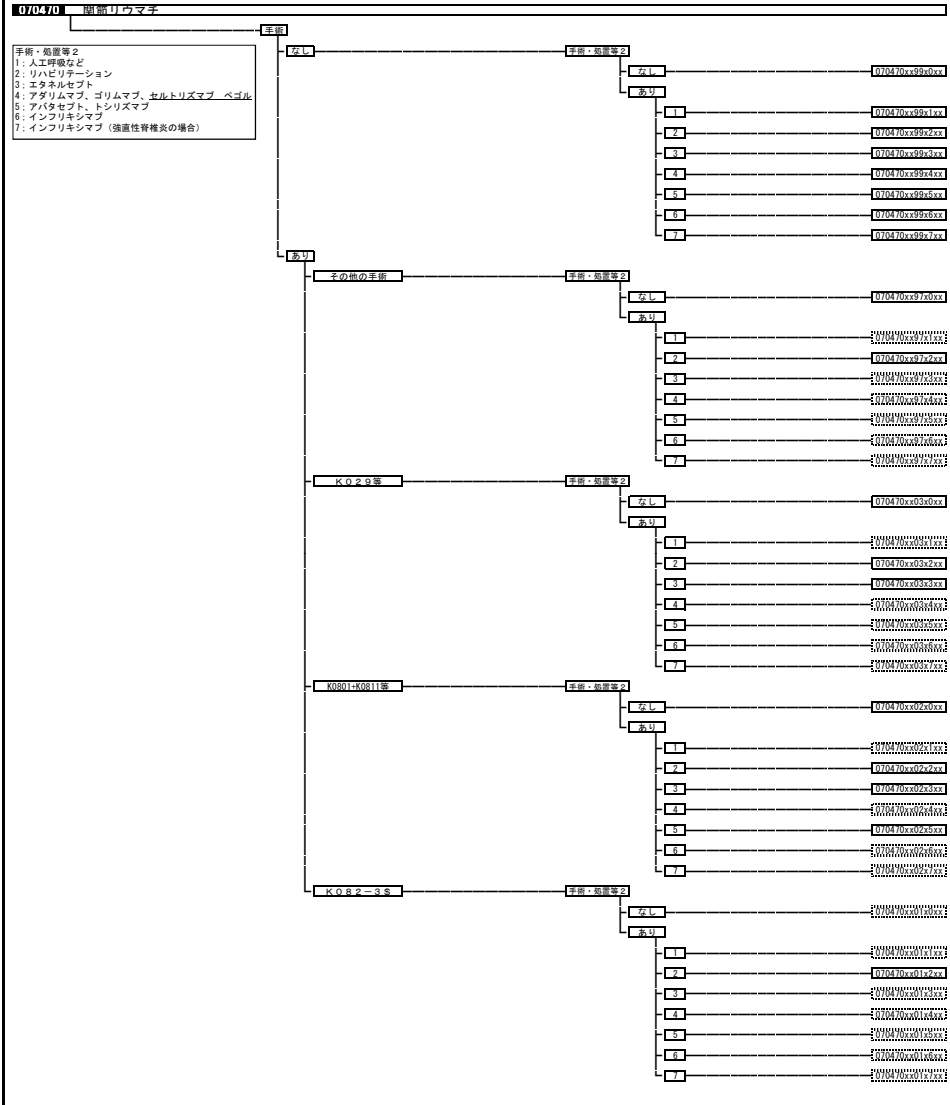 070470 関節リウマチ
手術
手術・処置等２
1；人工呼吸など
2；リハビリテーション
3；エタネルセプト
4；アダリムマブ、ゴリムマブ、セルトリズマブ　ペゴル
5；アバタセプト、トシリズマブ
6；インフリキシマブ
7；インフリキシマブ（強直性脊椎炎の場合）
なし 手術・処置等２
なし 070470xx99x0xx
あり
1 070470xx99x1xx
2 070470xx99x2xx
3 070470xx99x3xx
4 070470xx99x4xx
5 070470xx99x5xx
6 070470xx99x6xx
7 070470xx99x7xx
あり
その他の手術 手術・処置等２
なし 070470xx97x0xx
あり
1 070470xx97x1xx
2 070470xx97x2xx
3 070470xx97x3xx
4 070470xx97x4xx
5 070470xx97x5xx
6 070470xx97x6xx
7 070470xx97x7xx
Ｋ０２９等 手術・処置等２
なし 070470xx03x0xx
あり
1 070470xx03x1xx
2 070470xx03x2xx
3 070470xx03x3xx
4 070470xx03x4xx
5 070470xx03x5xx
6 070470xx03x6xx
7 070470xx03x7xx
K0801+K0811等 手術・処置等２
なし 070470xx02x0xx
あり
1 070470xx02x1xx
2 070470xx02x2xx
3 070470xx02x3xx
4 070470xx02x4xx
5 070470xx02x5xx
6 070470xx02x6xx
7 070470xx02x7xx
Ｋ０８２－３＄ 手術・処置等２
なし 070470xx01x0xx
あり
1 070470xx01x1xx
2 070470xx01x2xx
3 070470xx01x3xx
4 070470xx01x4xx
5 070470xx01x5xx
6 070470xx01x6xx
7 070470xx01x7xx